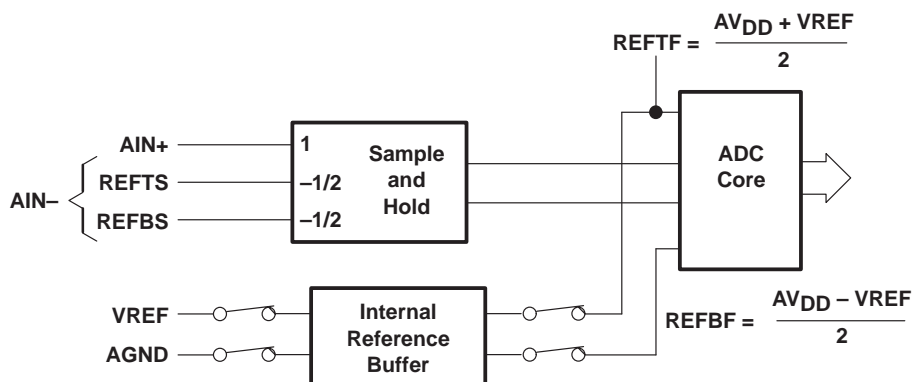 REFTF = AVDD + VREF
2
AIN+
REFTS
REFBS
AIN–
1
–1/2
–1/2
Sample
and
Hold
ADC
Core
VREF
AGND
Internal
Reference
Buffer
REFBF = AVDD – VREF
2